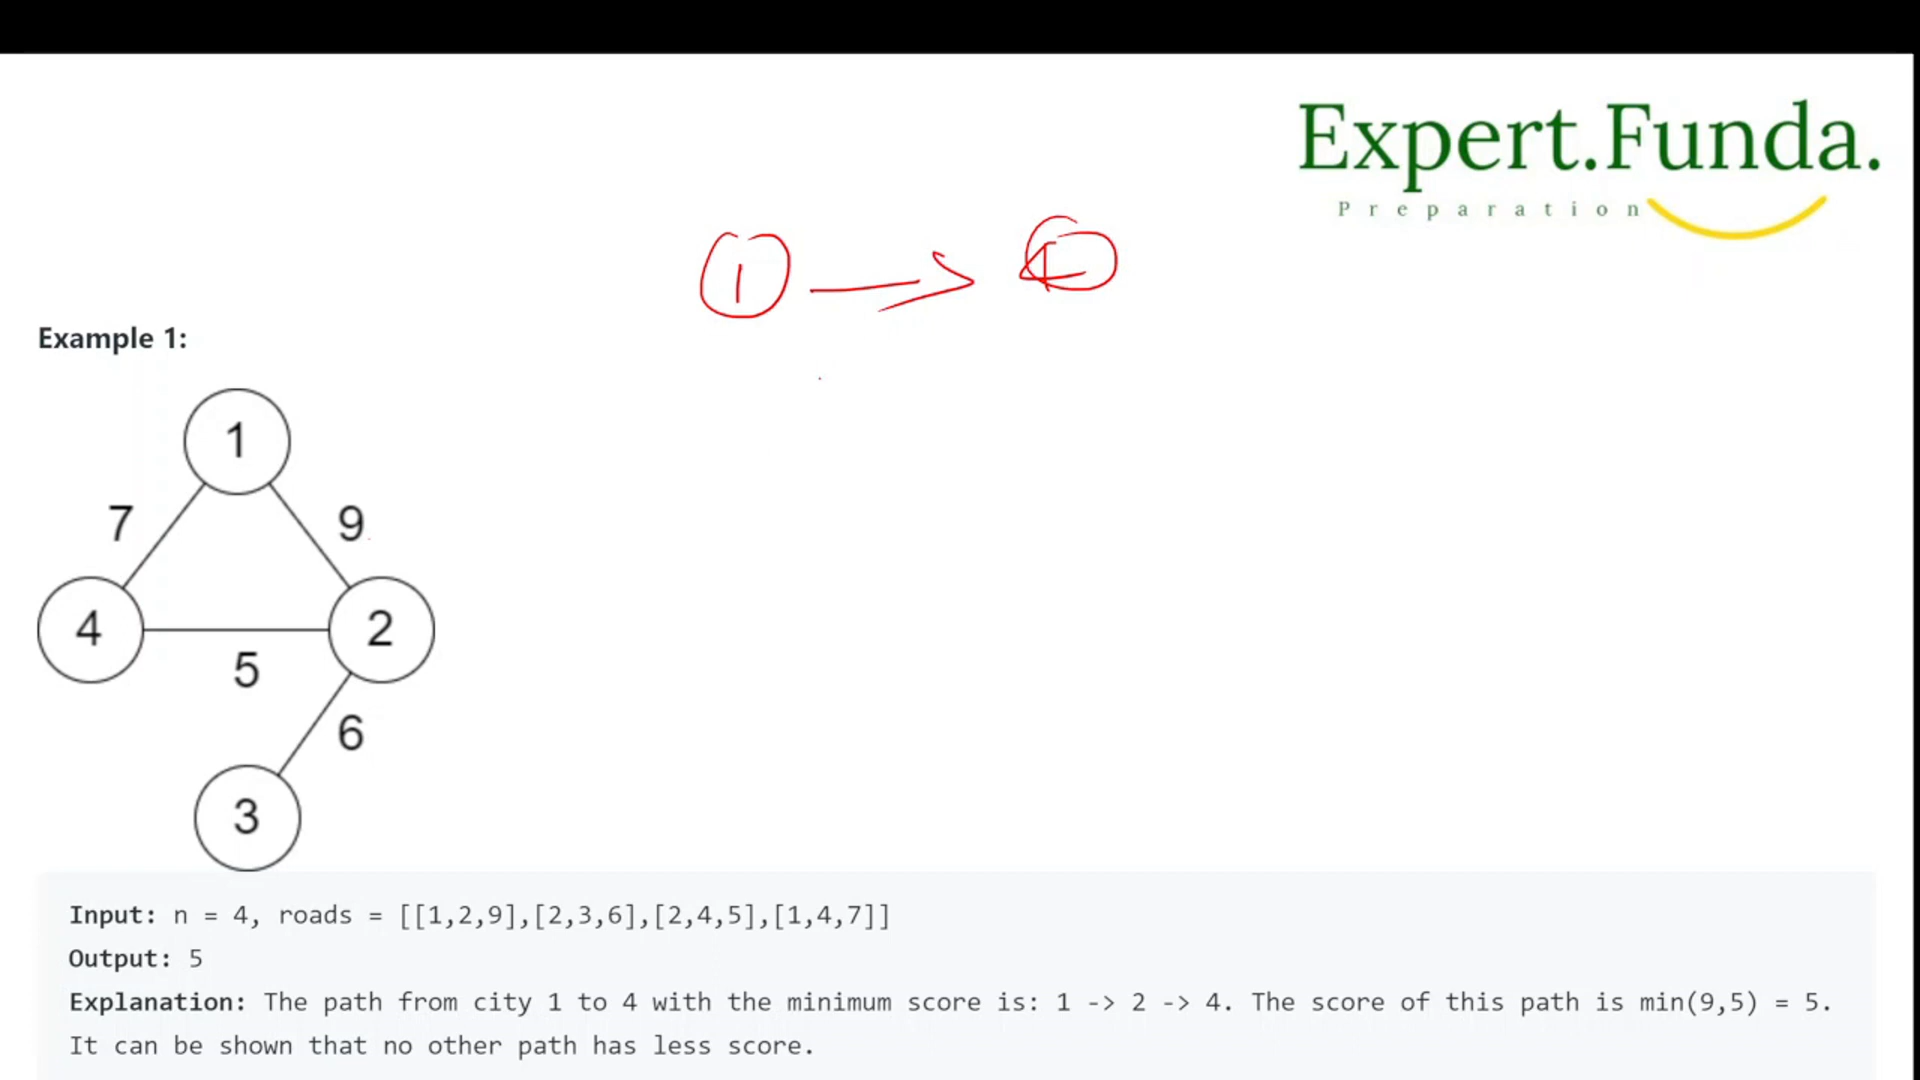 Expert.Funda.
Preparation
1 4
Example 1:
1
7 9
4 2
5
6
3
Input: n = 4, roads = [[1,2,9],[2,3,6],[2,4,5],[1,4,7]]
Output: 5
Explanation: The path from city 1 to 4 with the minimum score is: 1 -> 2 -> 4. The score of this path is min(9,5) = 5.
It can be shown that no other path has less score.